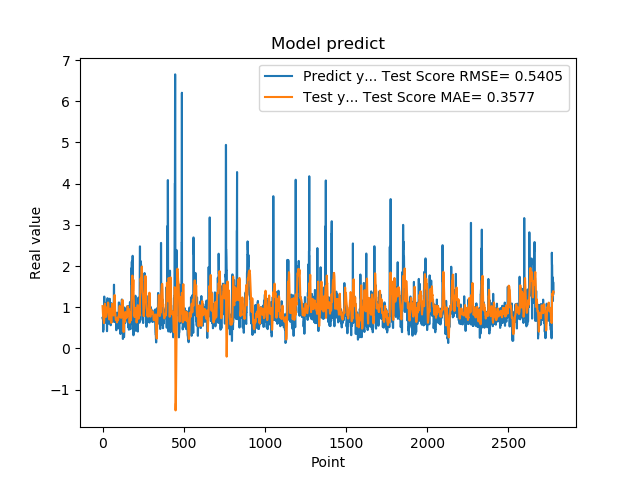 Model predict
Predict y... Test Score RMSE= 0.5405
Test y... Test Score MAE= 0.3577
7
6
5
4
3
2
1
0
−1
Real value
0 500 1000 1500 2000 2500
Point